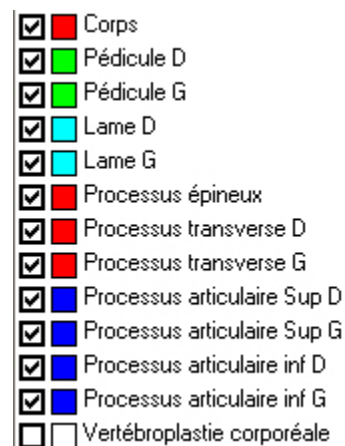 Corps
Pédicule D
Pédicule G
Lame D
Lame G
Processus épineux
Processus transverse D
Processus transverse G
Processus articulaire Sup D
Processus articulaire Sup G
Processus articulaire inf D
Processus articulaire inf G
Vertébroplastie corporéale